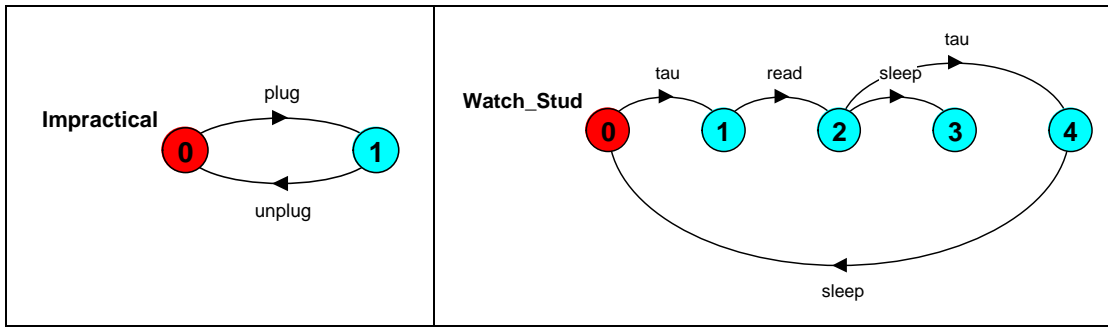 plug
Impractical
0
1
unplug
tau
tau
read
sleep
Watch_Stud
0
1
2
3
4
sleep